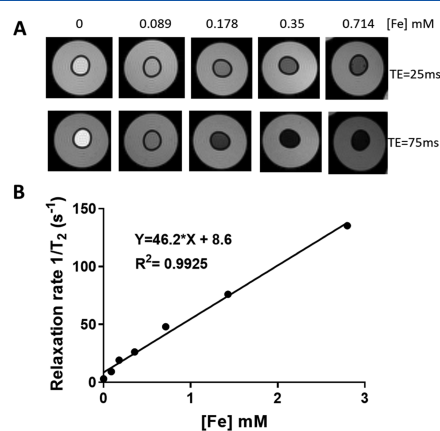 A
0 0.089 0.178 0.35 0.714 [Fe] mM
TE=25ms
TE=75ms
B
Relaxation rate 1/T2 (s-1)
150
100
50
0
Y=46.2*X + 8.6
R2= 0.9925
0 1 2 3
[Fe] mM